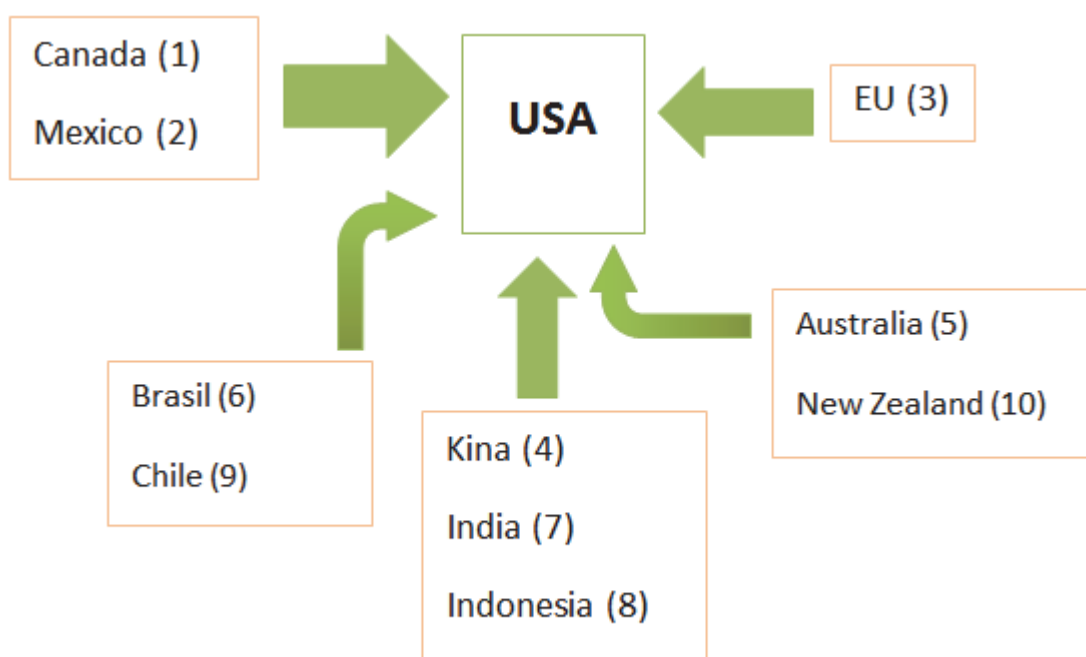 Canada (1)
Mexico (2)
USA
EU (3)
Brasil (6)
Chile (9)
Kina (4)
India (7)
Indonesia (8)
Australia (5)
New Zealand (10)